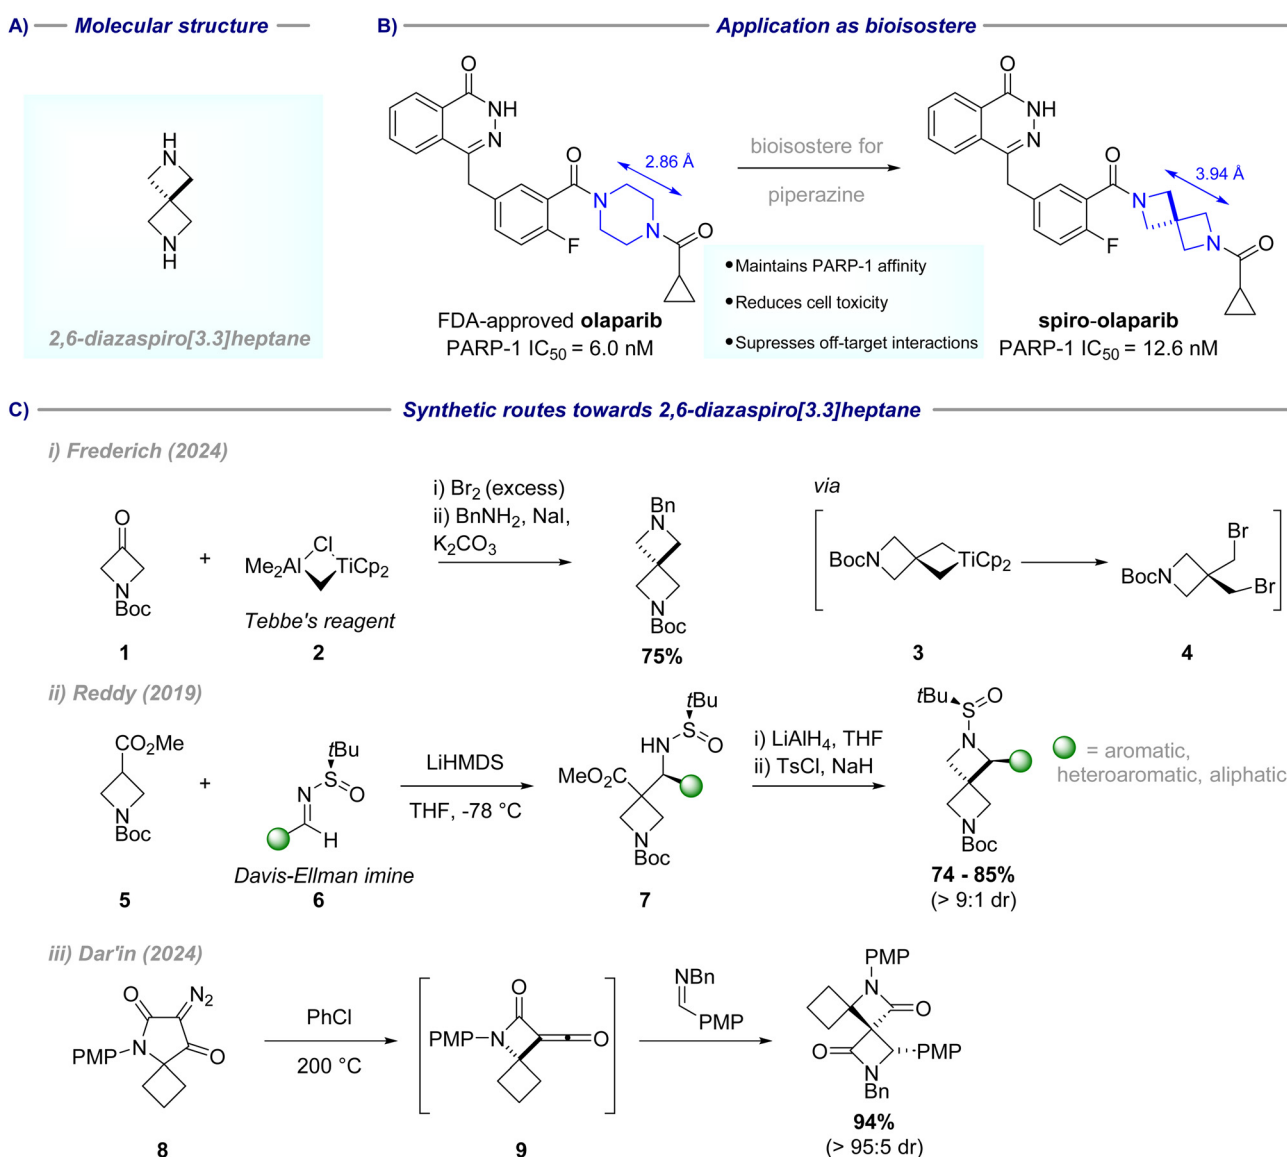 A) Molecular structure
H
N
N
H
2,6-diazaspiro[3.3]heptane
B) Application as bioisostere
O
NH
N
O
N
N
O
F
2.86 Å
FDA-approved olaparib
PARP-1 IC50 = 6.0 nM
bioisostere for
piperazine
•Maintains PARP-1 affinity
•Reduces cell toxicity
•Supresses off-target interactions
O
NH
N
O
N
N
O
F
3.94 Å
spiro-olaparib
PARP-1 IC50 = 12.6 nM
C) Synthetic routes towards 2,6-diazaspiro[3.3]heptane
i) Frederich (2024)
O
N
Boc
1
+
Cl
Me2Al TiCp2
Tebbe's reagent
2
i) Br2 (excess)
ii) BnNH2, NaI,
K2CO3
Bn
N
N
Boc
75%
via
BocN
TiCp2
3
Br
BocN
Br
4
ii) Reddy (2019)
CO2Me
N
Boc
5
+
tBu
S
N
O
H
Davis-Ellman imine
6
LiHMDS
THF, -78 °C
tBu
S
HN
O
MeO2C
N
Boc
7
i) LiAlH4, THF
ii) TsCl, NaH
tBu
S
O
N
N
Boc
74 - 85%
(> 9:1 dr)
= aromatic,
heteroaromatic, aliphatic
iii) Dar'in (2024)
O
N2
PMP
N
O
8
PhCl
200 °C
O
PMP
N
O
9
NBn
PMP
PMP
N
O
O
PMP
N
Bn
94%
(> 95:5 dr)